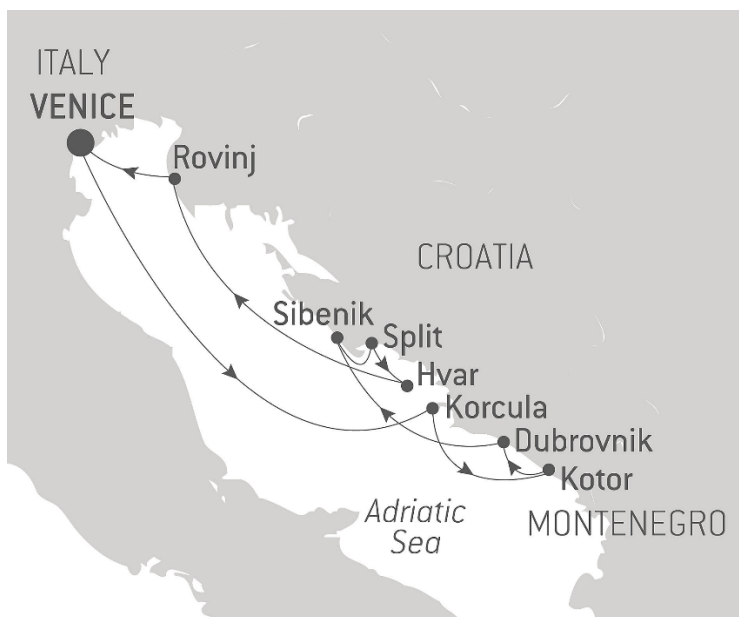 ITALY
VENICE
Rovinj
CROATIA
Sibenik
Split
Hvar
Korcula
Dubrovnik
Kotor
Adriatic
Sea
MONTENEGRO